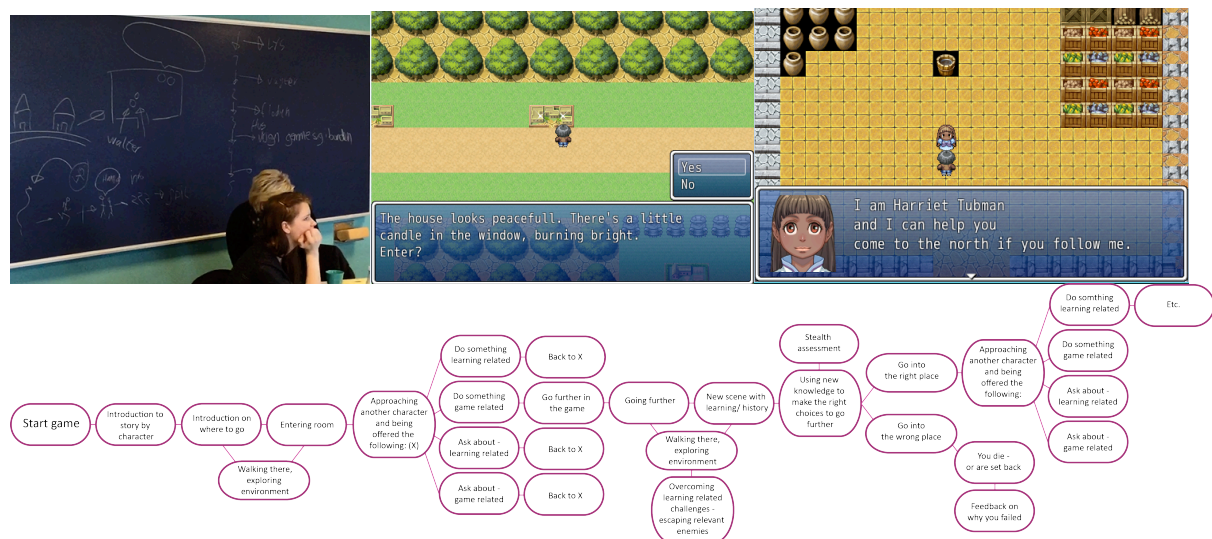 Yes
No
The house looks peacefull. There's a little
candle in the window, burning bright.
Enter?
I am Harriet Tubman
and I can help you
come to the north if you follow me.
Start game
Introduction to
story by
character
Introduction on
where to go
Walking there,
exploring
environment
Entering room
Approaching
another character
and being
offered the
following: (X)
Do something
learning related
Back to X
Do something
game related
Go further in
the game
Ask about -
learning related
Back to X
Ask about -
game related
Back to X
Going further
Walking there,
exploring
environment
Overcoming
learning related
challenges -
escaping relevant
enemies
New scene with
learning/ history
Stealth
assessment
Using new
knowledge to
make the right
choices to go
further
Go into
the right place
Go into
the wrong place
You die -
or are set back
Feedback on
why you failed
Approaching
another character
and being
offered the
following:
Do somthing
learning related
Etc.
Do something
game related
Ask about -
learning related
Ask about -
game related